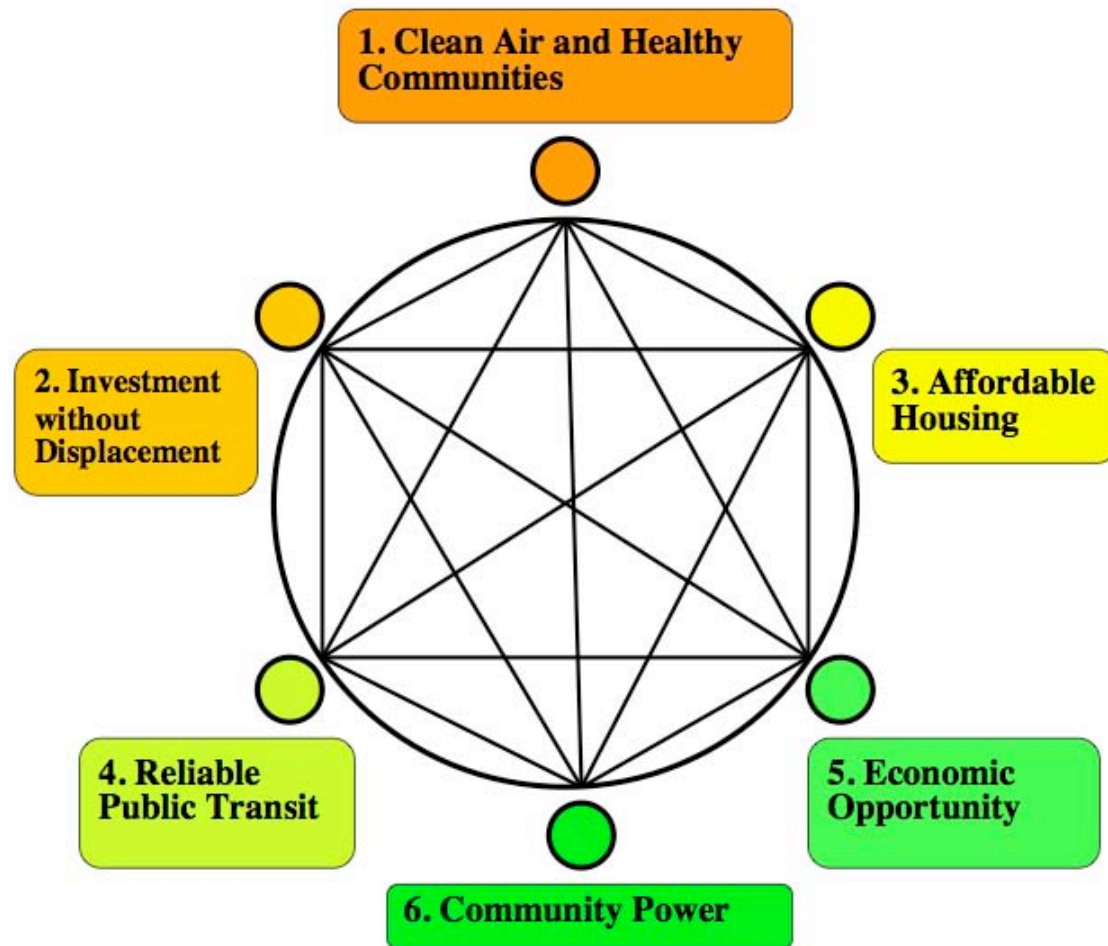 1. Clean Air and Healthy
Communities
2. Investment
without
Displacement
3. Affordable
Housing
4. Reliable
Public Transit
5. Economic
Opportunity
6. Community Power